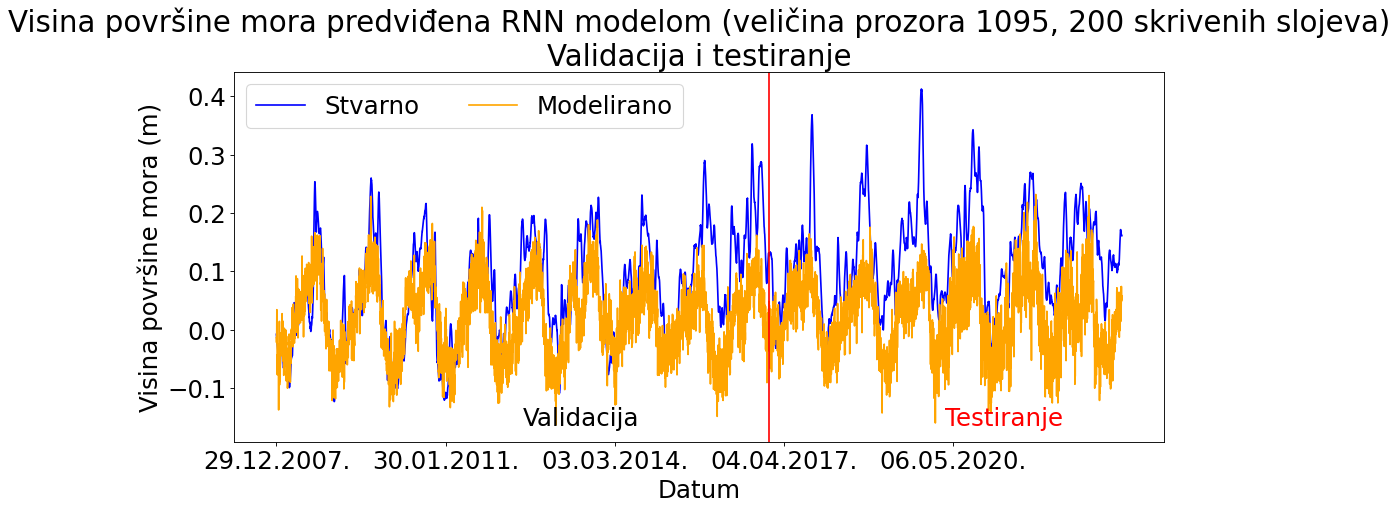 Visina površine mora predviđena RNN modelom (veličina prozora 1095, 200 skrivenih slojeva)
Validacija i testiranje
Stvarno
Modelirano
Visina površine mora (m)
0.4
0.3
0.2
0.1
0.0
−0.1
Validacija
Testiranje
29.12.2007.
30.01.2011.
03.03.2014.
04.04.2017.
06.05.2020.
Datum